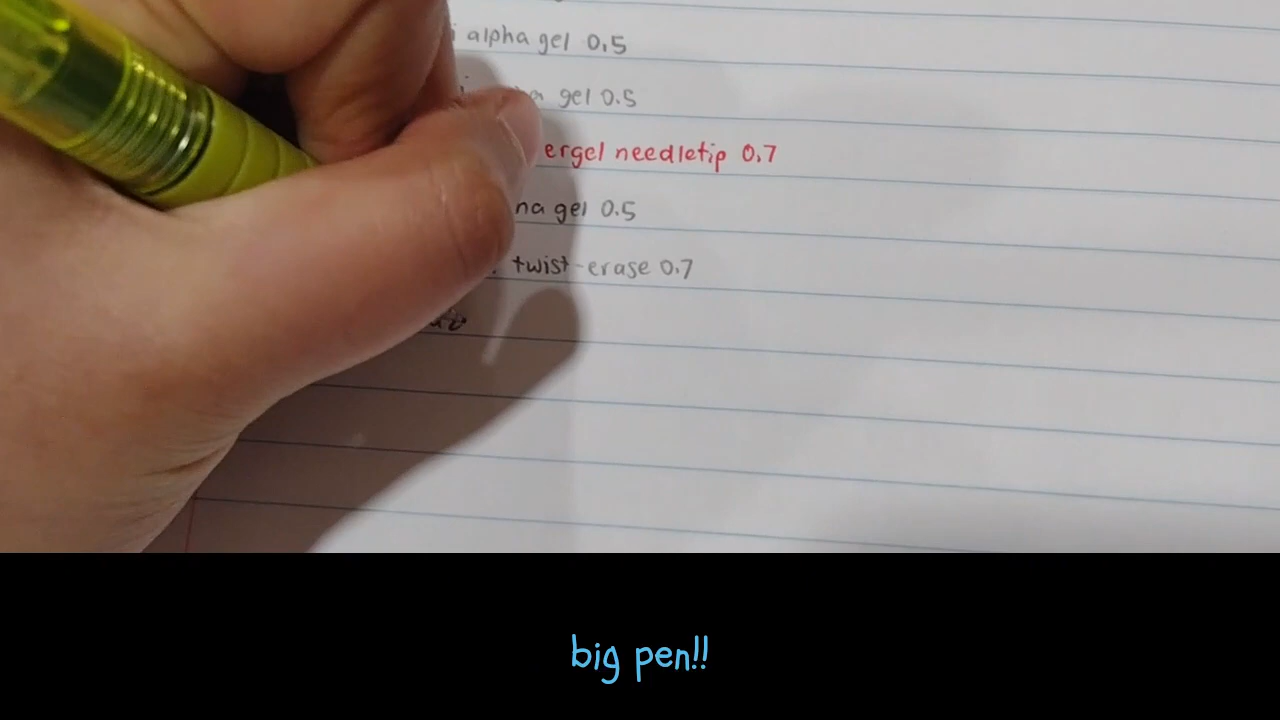 alpha gel 0.5
gel 0.5
ergel needletip 0.7
na gel 0.5
twist-erase 0.7
big pen!!